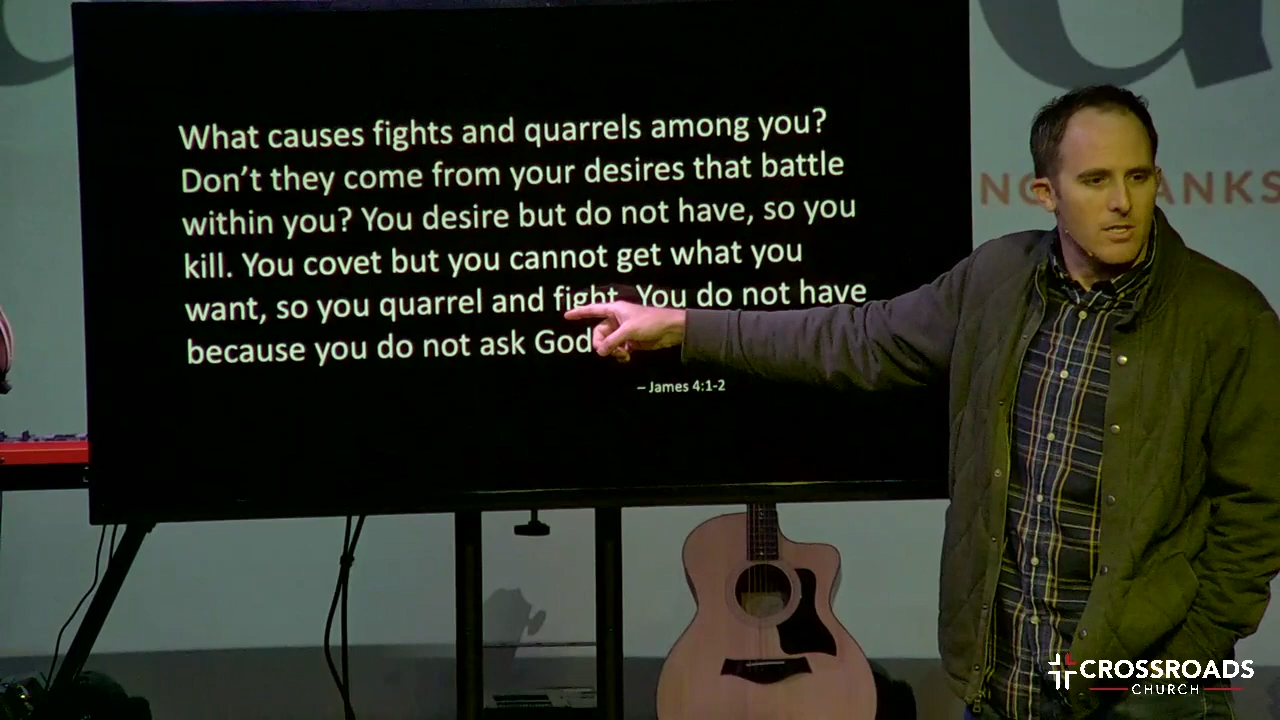 What causes fights and quarrels among you?
Don't they come from your desires that battle
within you? You desire but do not have, so you
kill. You covet but you cannot get what you
want, so you quarrel and fight. You do not have
because you do not ask God
– James 4:1-2
ANKS
CROSSROADS
CHURCH